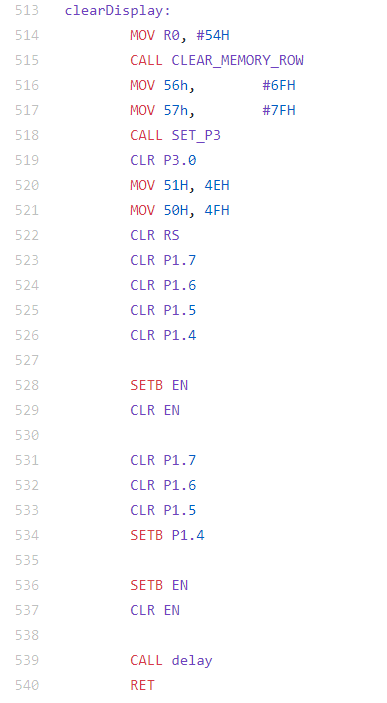 513 clearDisplay:
514 MOV R0, #54H
515 CALL CLEAR_MEMORY_ROW
516 MOV 56h, #6FH
517 MOV 57h, #7FH
518 CALL SET_P3
519 CLR P3.0
520 MOV 51H, 4EH
521 MOV 50H, 4FH
522 CLR RS
523 CLR P1.7
524 CLR P1.6
525 CLR P1.5
526 CLR P1.4
527
528 SETB EN
529 CLR EN
530
531 CLR P1.7
532 CLR P1.6
533 CLR P1.5
534 SETB P1.4
535
536 SETB EN
537 CLR EN
538
539 CALL delay
540 RET